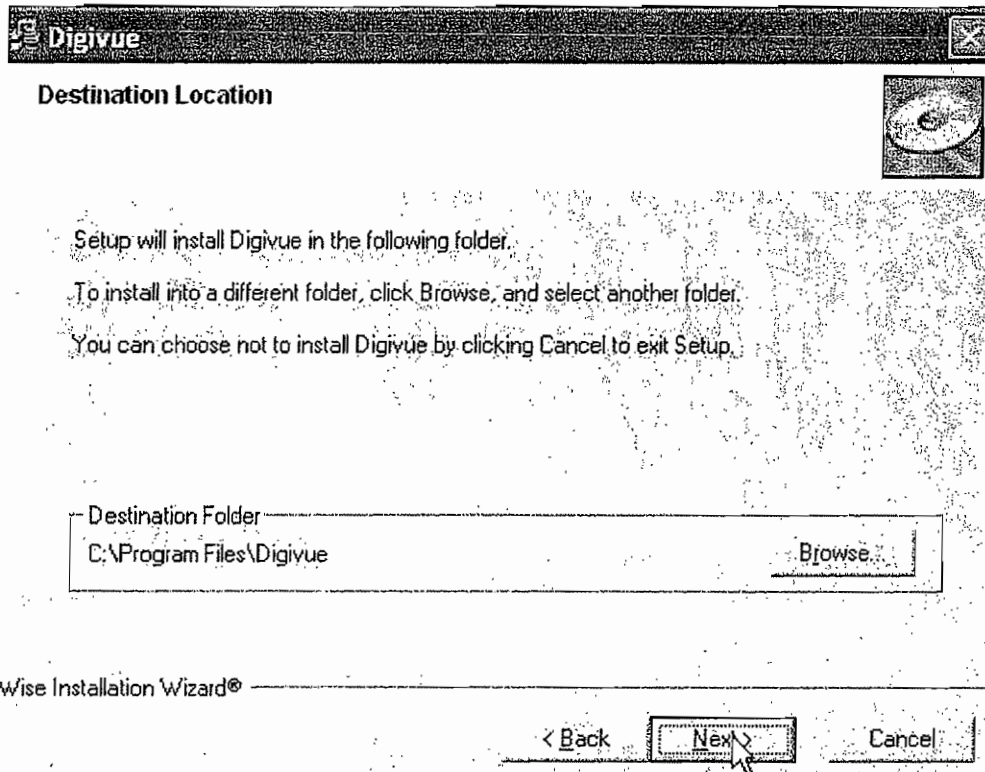 Digivue
Destination Location
Setup will install Digivue in the following folder.
To install into a different folder, click Browse, and select another folder.
You can choose not to install Digivue by clicking Cancel to exit Setup.
Destination Folder
C:\Program Files\Digivue
Browse...
Wise Installation Wizard®
< Back
Next >
Cancel